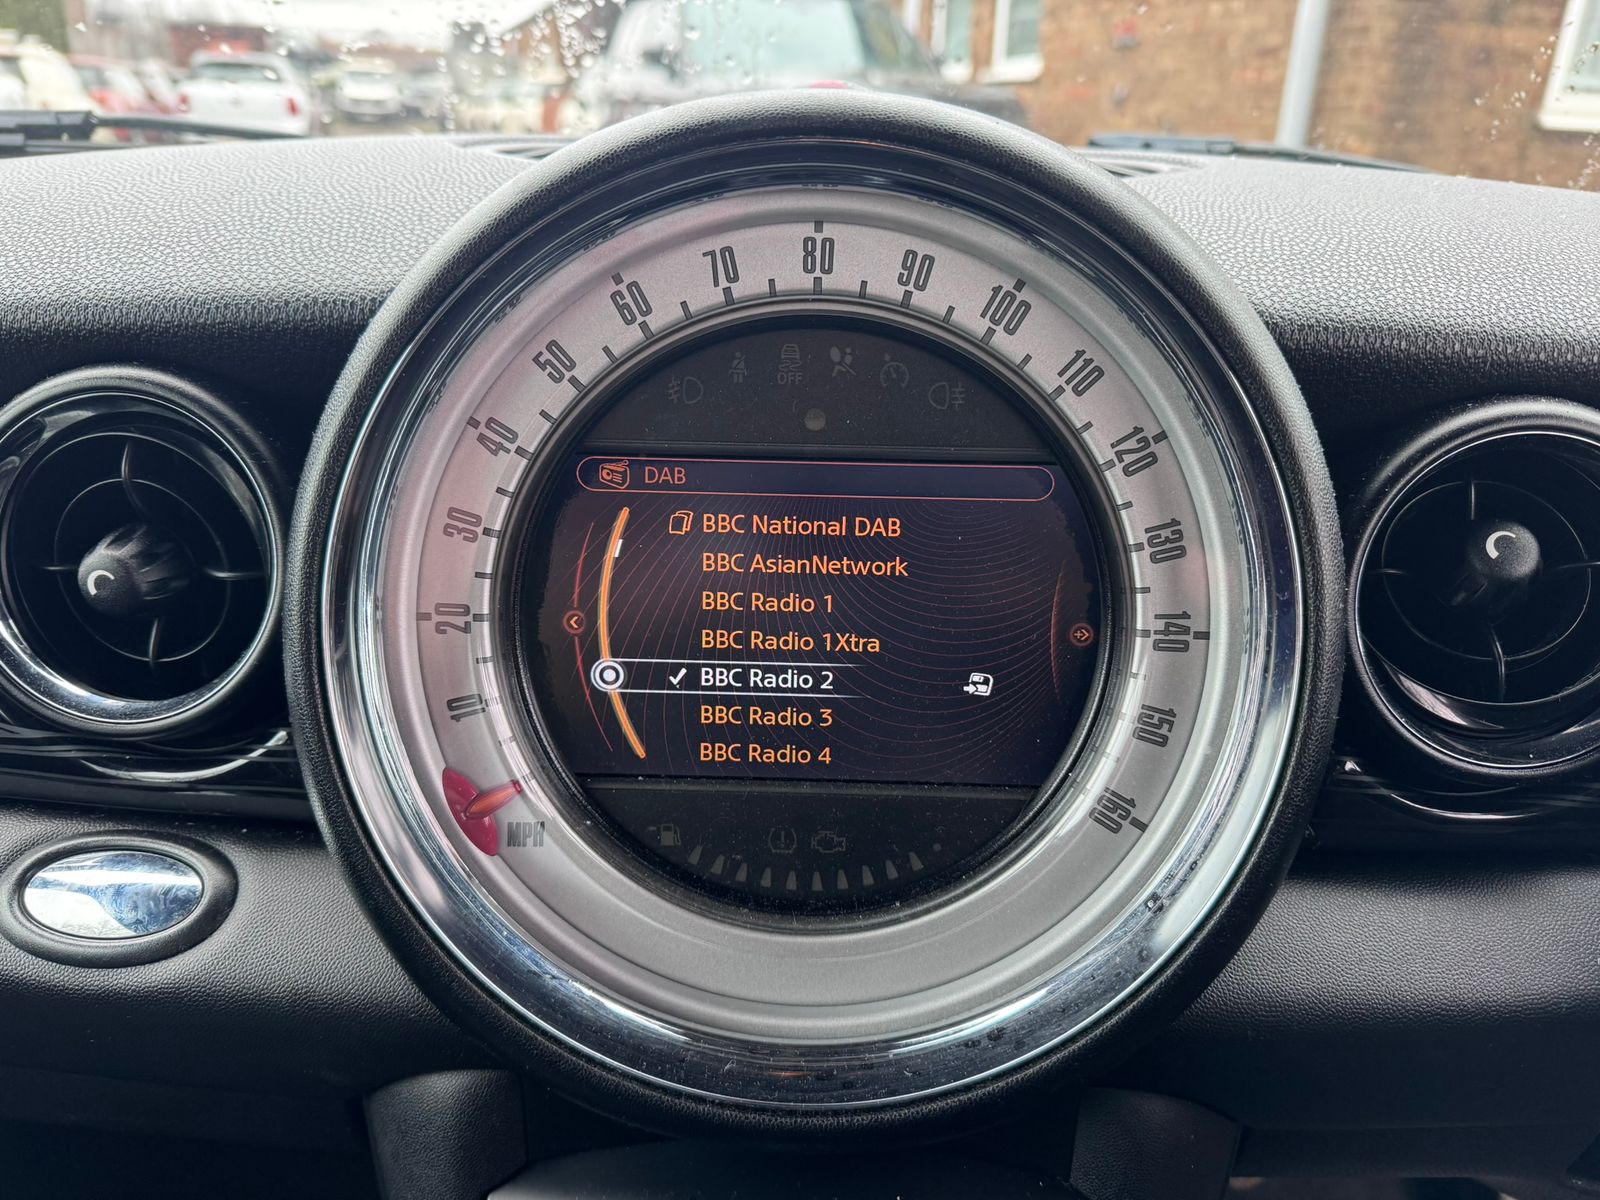 10
20
30
40
50
60
70
80
90
100
110
120
130
140
150
160
MPH
OFF
DAB
BBC National DAB
BBC AsianNetwork
BBC Radio 1
BBC Radio 1Xtra
BBC Radio 2
BBC Radio 3
BBC Radio 4